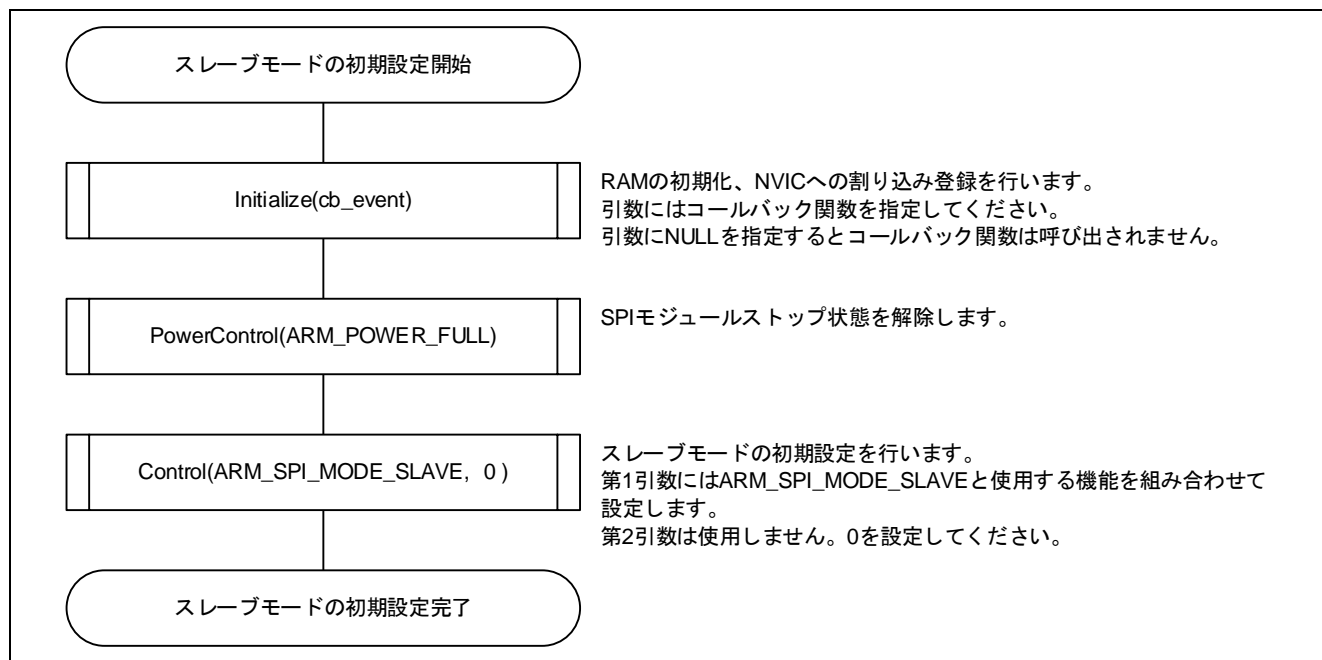 スレーブモードの初期設定開始
Initialize(cb_event)
RAMの初期化、NVICへの割り込み登録を行います。
引数にはコールバック関数を指定してください。
引数にNULLを指定するとコールバック関数は呼び出されません。
PowerControl(ARM_POWER_FULL)
SPIモジュールストップ状態を解除します。
Control(ARM_SPI_MODE_SLAVE, 0 )
スレーブモードの初期設定を行います。
第1引数にはARM_SPI_MODE_SLAVEと使用する機能を組み合わせて
設定します。
第2引数は使用しません。0を設定してください。
スレーブモードの初期設定完了